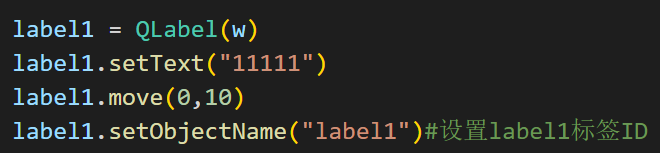 label1 = QLabel(w)
label1.setText("11111")
label1.move(0,10)
label1.setObjectName("label1")#设置label1标签ID